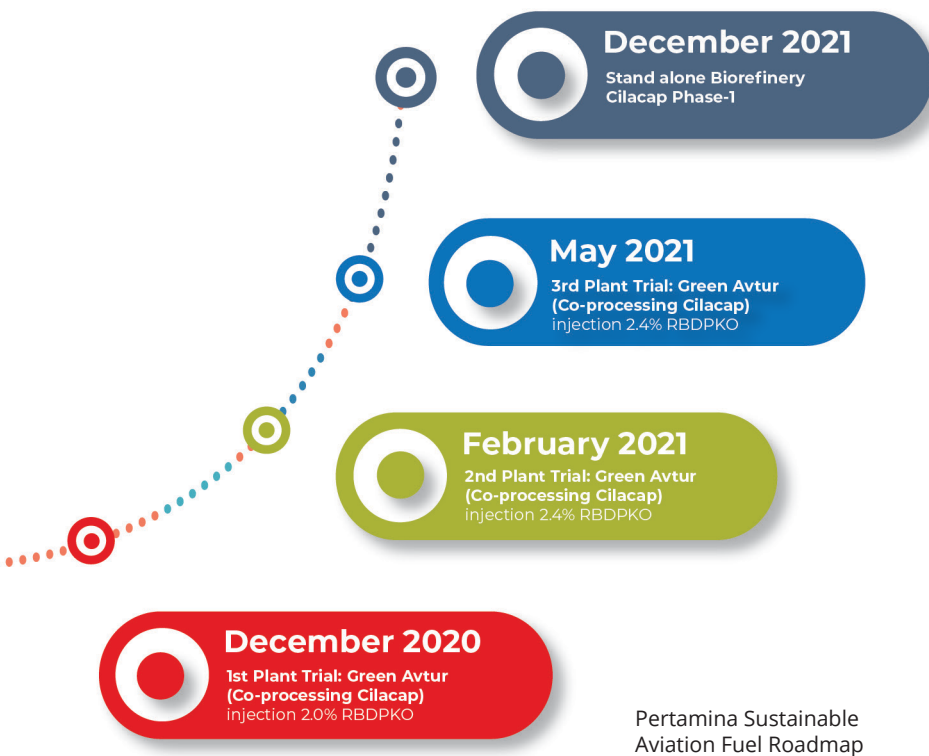 December 2021
Stand alone Biorefinery
Cilacap Phase-1
May 2021
3rd Plant Trial: Green Avtur
(Co-processing Cilacap)
injection 2.4% RBDPKO
February 2021
2nd Plant Trial: Green Avtur
(Co-processing Cilacap)
injection 2.4% RBDPKO
December 2020
1st Plant Trial: Green Avtur
(Co-processing Cilacap)
injection 2.0% RBDPKO
Pertamina Sustainable
Aviation Fuel Roadmap